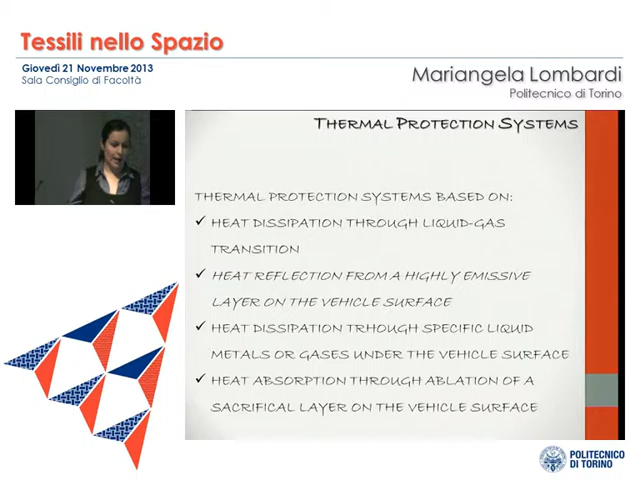 Tessili nello Spazio
Giovedì 21 Novembre 2013
Sala Consiglio di Facoltà
Mariangela Lombardi
Politecnico di Torino
THERMAL PROTECTION SYSTEMS
THERMAL PROTECTION SYSTEMS BASED ON:
✓ HEAT DISSIPATION THROUGH LIQUID-GAS
TRANSITION
✓ HEAT REFLECTION FROM A HIGHLY EMISSIVE
LAYER ON THE VEHICLE SURFACE
✓ HEAT DISSIPATION TRHOUGH SPECIFIC LIQUID
METALS OR GASES UNDER THE VEHICLE SURFACE
✓ HEAT ABSORPTION THROUGH ABLATION OF A
SACRIFICAL LAYER ON THE VEHICLE SURFACE
POLITECNICO
DI TORINO